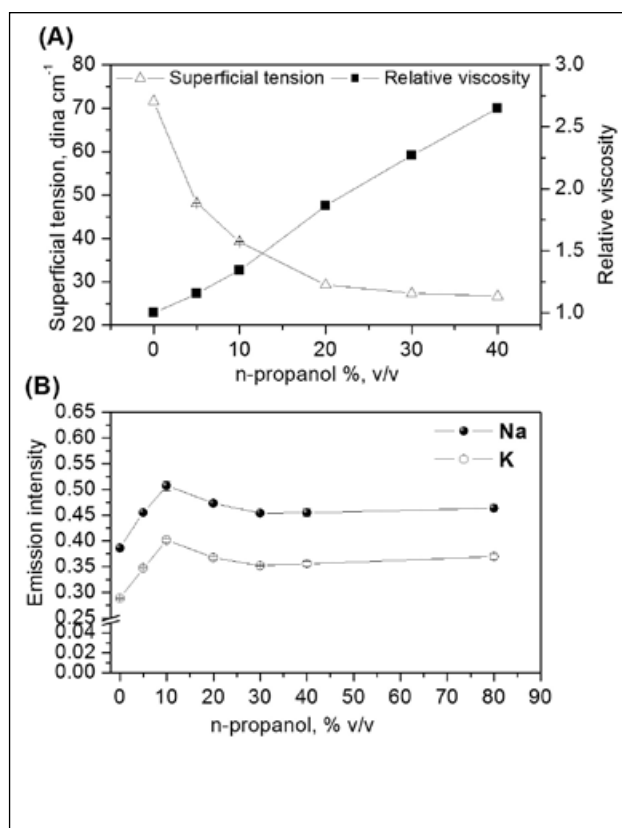 (A)
Superficial tension
Relative viscosity
Superficial tension, dina cm⁻¹
80
70
60
50
40
30
20
3.0
2.5
2.0
1.5
1.0
Relative viscosity
0 10 20 30 40
n-propanol %, v/v
(B)
Na
K
Emission intensity
0.65
0.60
0.55
0.50
0.45
0.40
0.35
0.30
0.25
0.04
0.02
0.00
0 10 20 30 40 50 60 70 80 90
n-propanol, % v/v